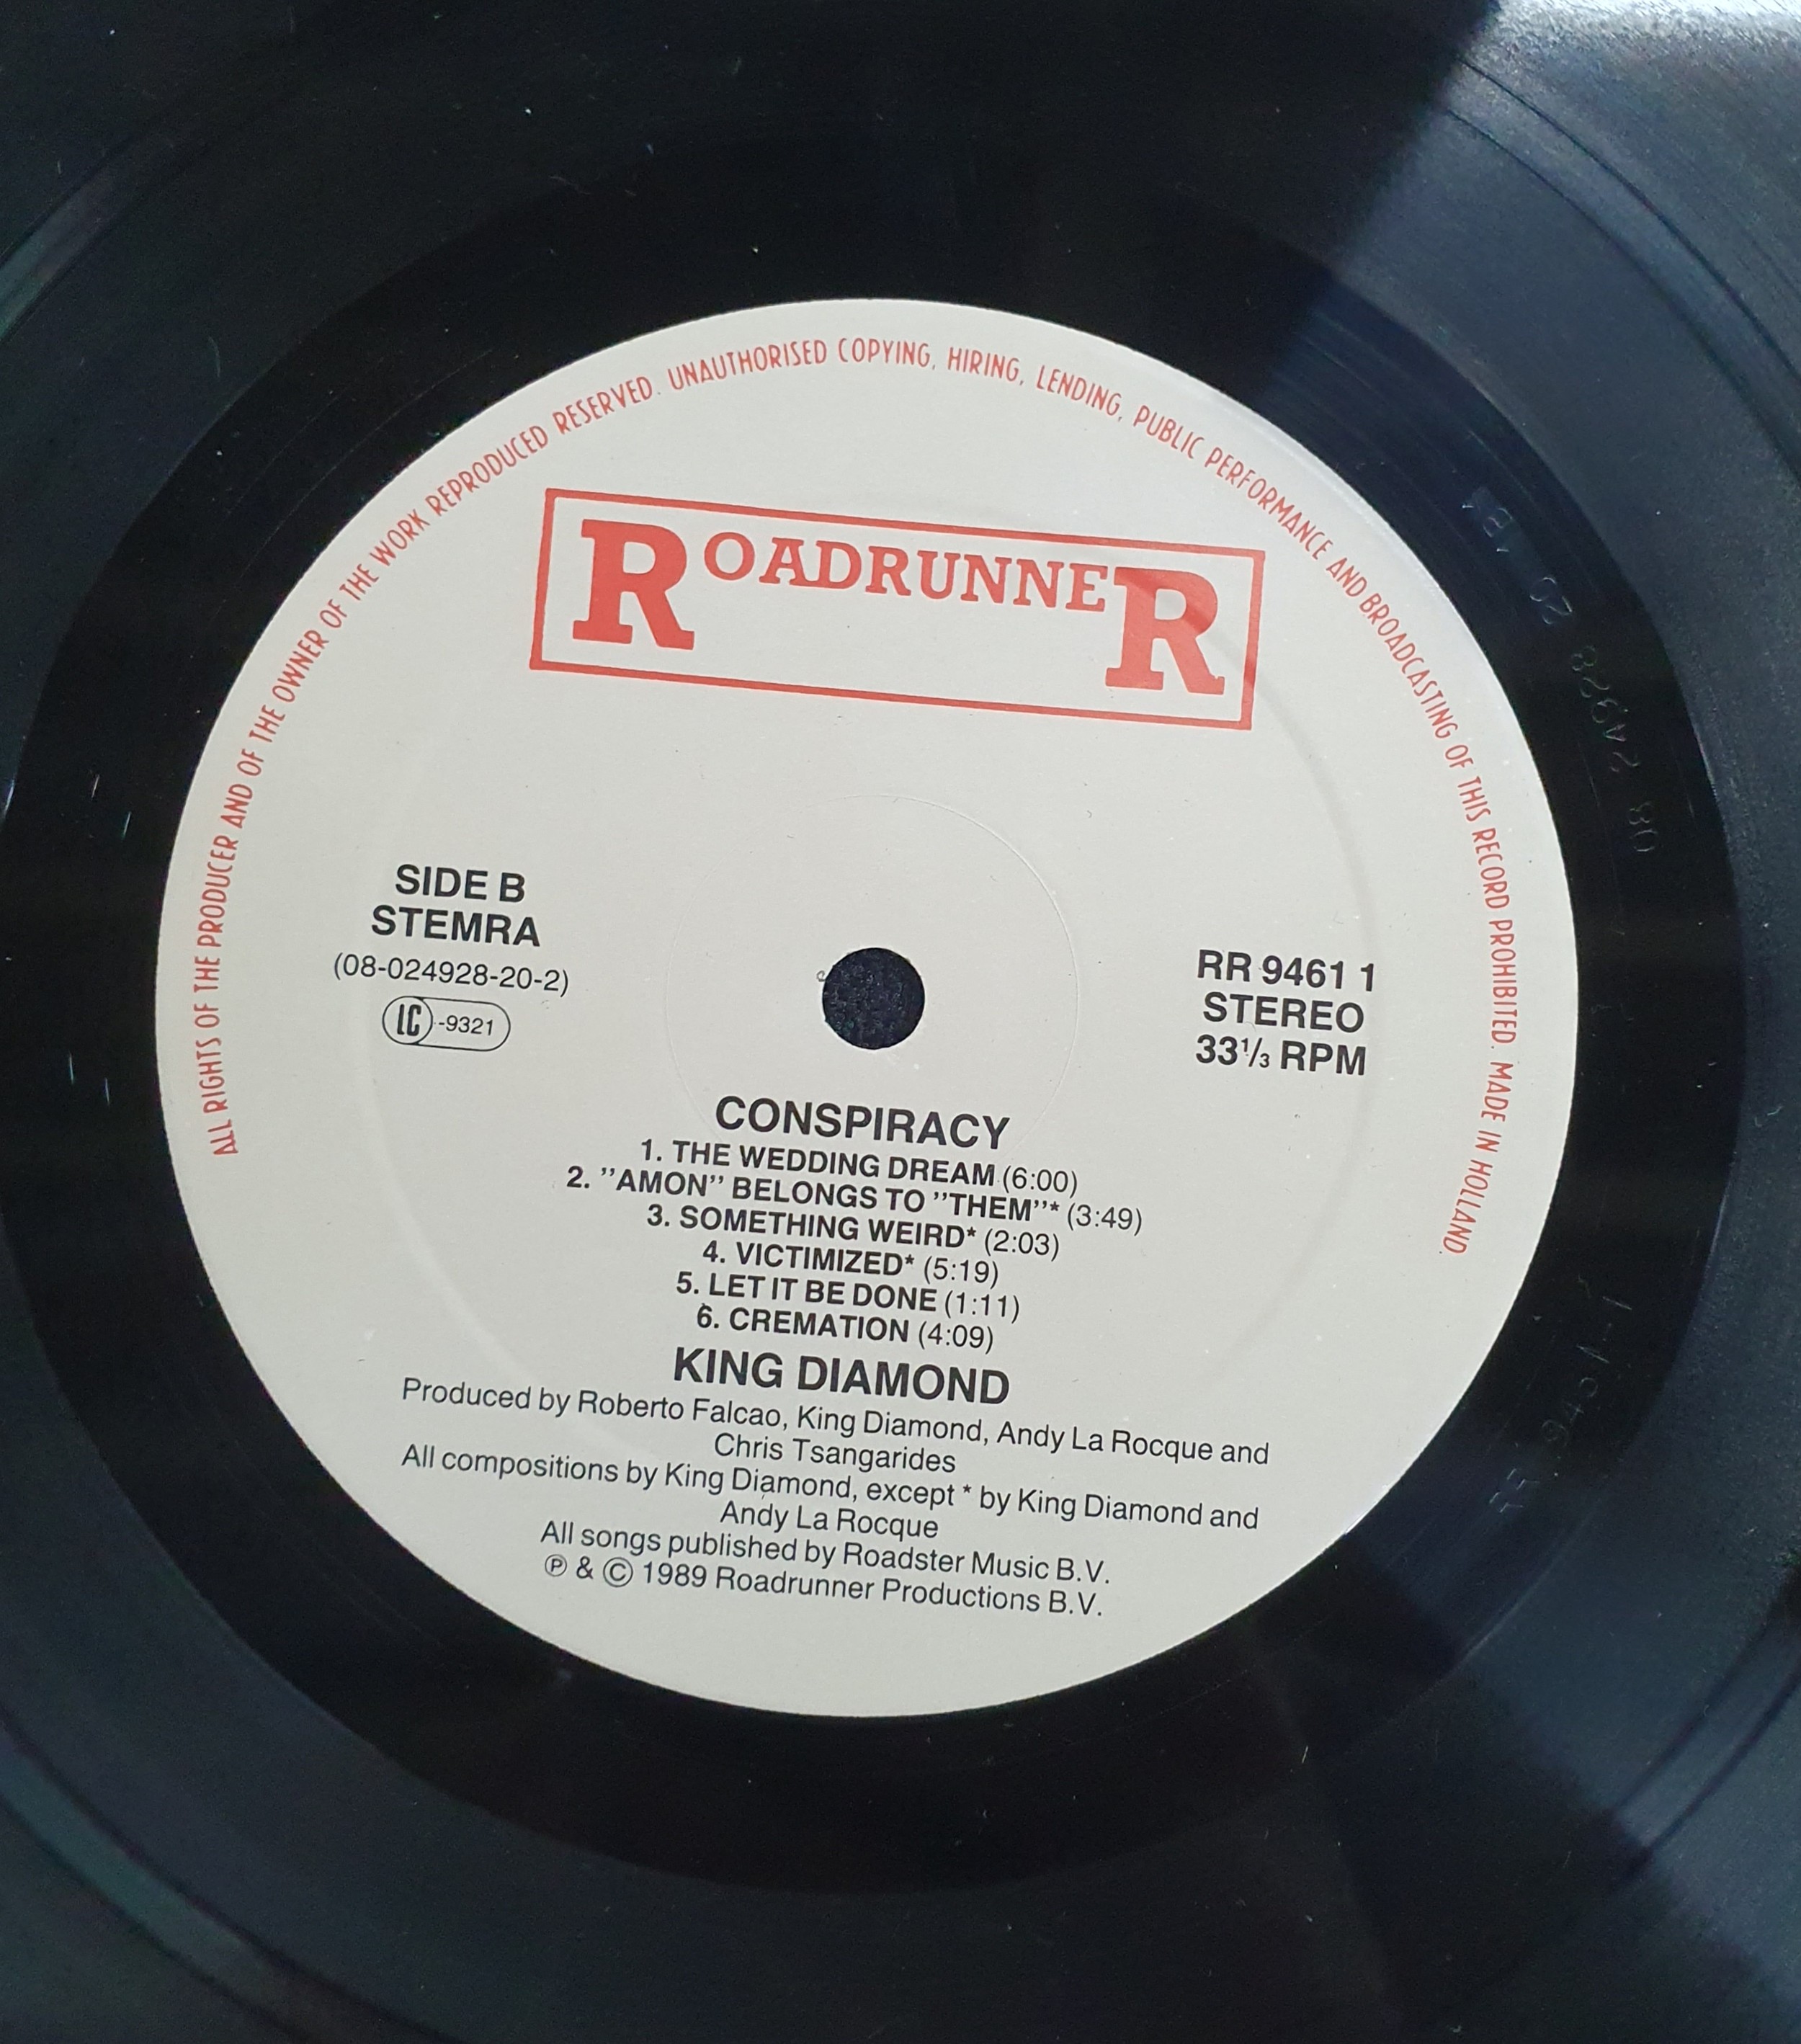 ALL RIGHTS OF THE PRODUCER AND OF THE OWNER OF THE WORK REPRODUCED RESERVED. UNAUTHORISED COPYING, HIRING, LENDING, PUBLIC PERFORMANCE AND BROADCASTING OF THIS RECORD PROHIBITED. MADE IN HOLLAND.
ROADRUNNER
SIDE B
STEMRA
(08-024928-20-2)
LC-9321
RR 9461 1
STEREO
33⅓ RPM
CONSPIRACY
1. THE WEDDING DREAM (6:00)
2. ''AMON'' BELONGS TO ''THEM''* (3:49)
3. SOMETHING WEIRD* (2:03)
4. VICTIMIZED* (5:19)
5. LET IT BE DONE (1:11)
6. CREMATION (4:09)
KING DIAMOND
Produced by Roberto Falcao, King Diamond, Andy La Rocque and
Chris Tsangarides
All compositions by King Diamond, except * by King Diamond and
Andy La Rocque
All songs published by Roadster Music B.V.
℗ & © 1989 Roadrunner Productions B.V.